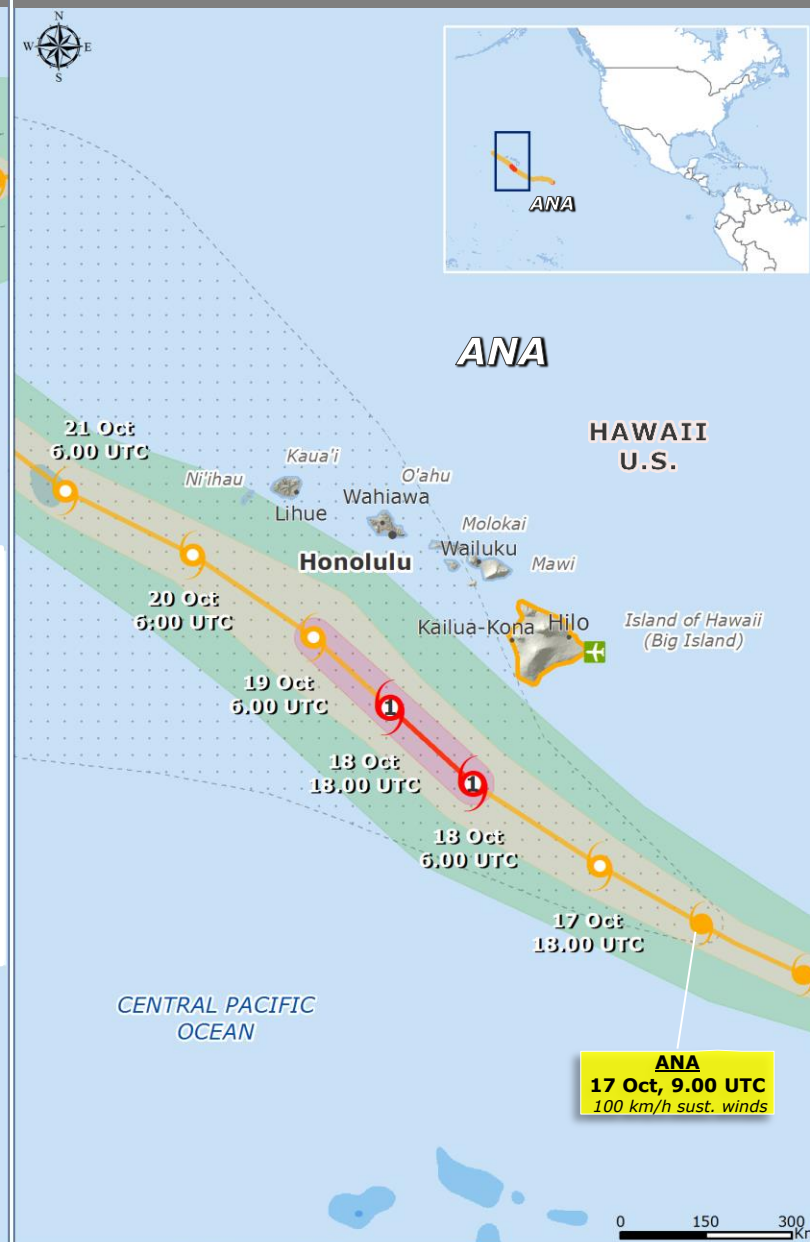 N
W
E
S
ANA
ANA
HAWAII
U.S.
21 Oct
6.00 UTC
Kaua'i
Ni'ihau
O'ahu
Lihue
Wahiawa
Molokai
Honolulu
Wailuku
Mawi
20 Oct
6:00 UTC
Kailua-Kona
Hilo
Island of Hawaii
(Big Island)
19 Oct
6.00 UTC
1
18 Oct
18.00 UTC
1
18 Oct
6.00 UTC
17 Oct
18.00 UTC
CENTRAL PACIFIC
OCEAN
ANA
17 Oct, 9.00 UTC
100 km/h sust. winds
0 150 300
Km